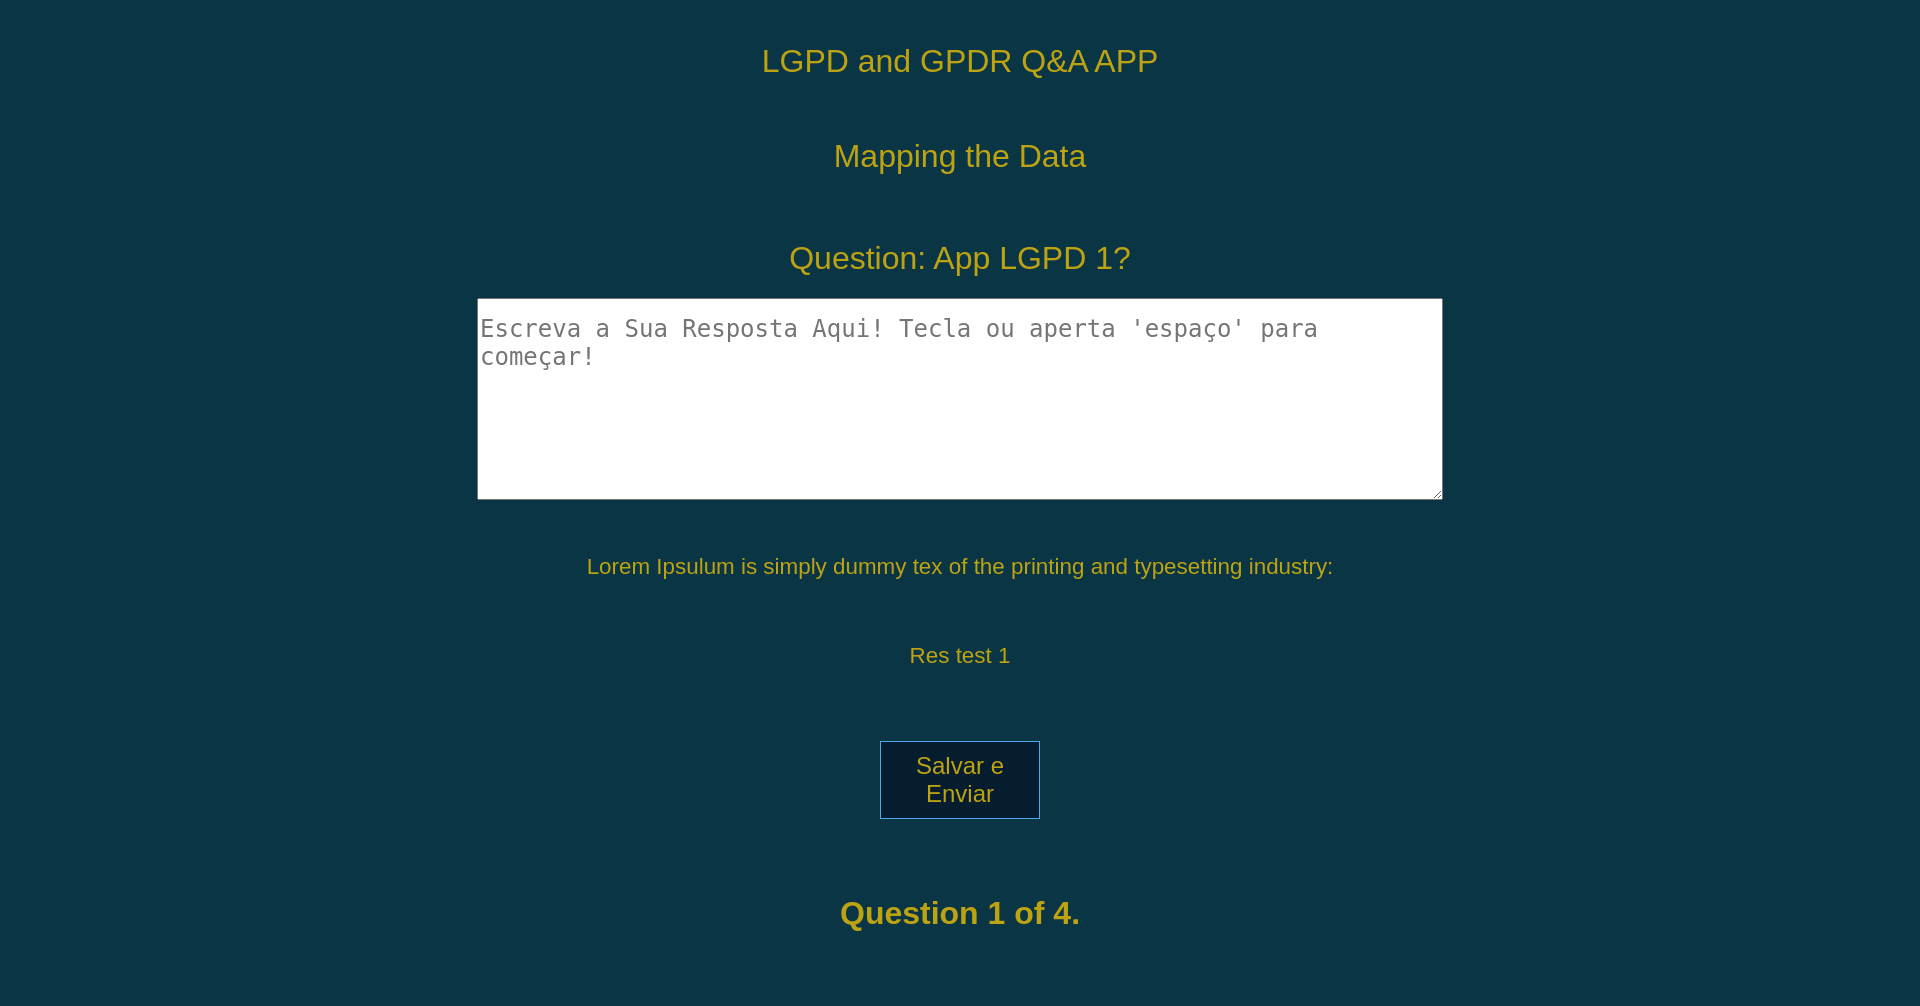 LGPD and GPDR Q&A APP
Mapping the Data
Question: App LGPD 1?
Escreva a Sua Resposta Aqui! Tecla ou aperta 'espaço' para
começar!
Lorem Ipsulum is simply dummy tex of the printing and typesetting industry:
Res test 1
Salvar e
Enviar
Question 1 of 4.